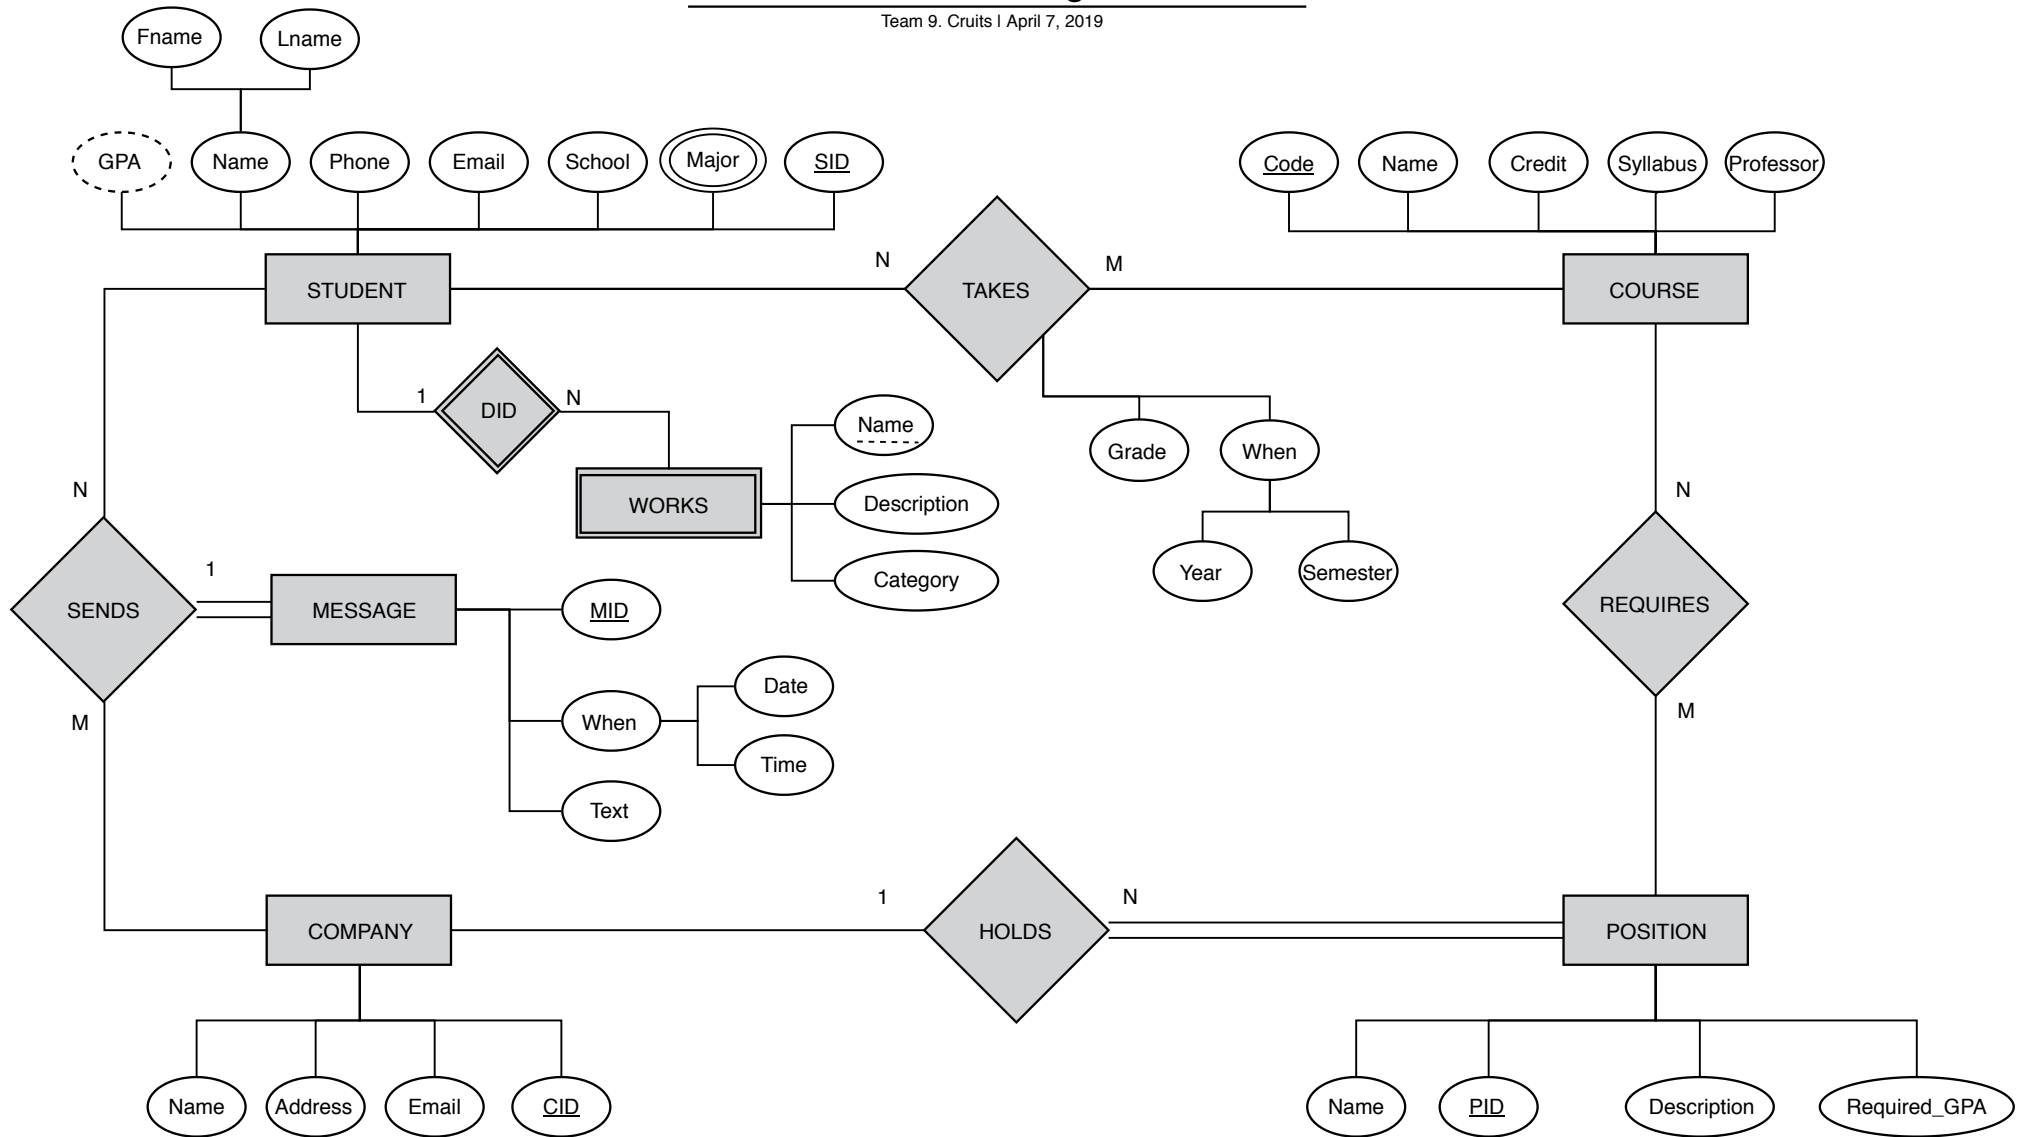 Team 9. Cruits | April 7, 2019
Fname
Lname
GPA
Name
Phone
Email
School
Major
SID
Code
Name
Credit
Syllabus
Professor
STUDENT
N
TAKES
M
COURSE
1
DID
N
Name
Grade
When
Description
WORKS
Category
Year
Semester
N
N
SENDS
1
MESSAGE
MID
REQUIRES
M
M
When
Date
Time
Text
COMPANY
1
HOLDS
N
POSITION
Name
Address
Email
CID
Name
PID
Description
Required_GPA